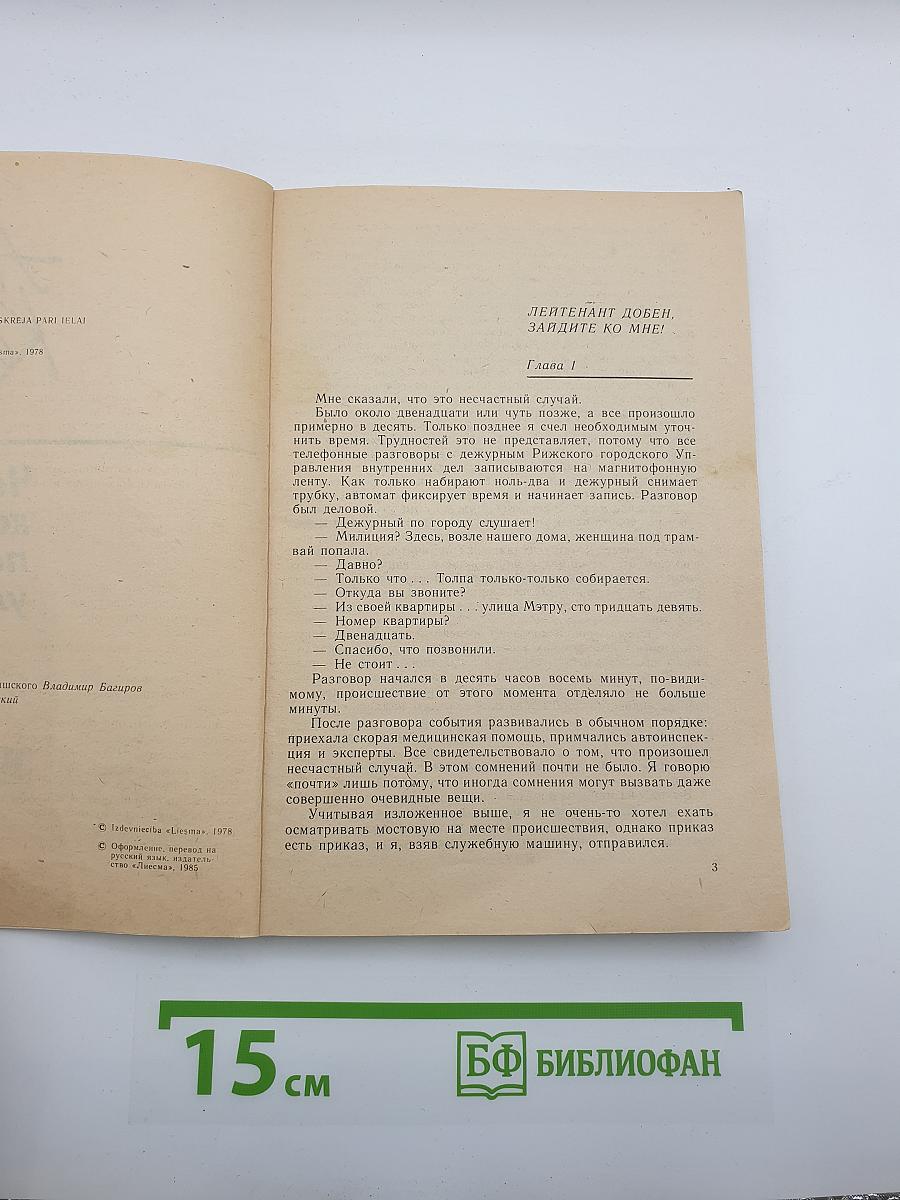 SKRĒJA PĀRI IELAI
1978
Владимир Багиров
© Izdevniecība «Liesma», 1978
© Оформление, перевод на
русский язык, издатель-
ство «Лиесма», 1985
ЛЕЙТЕНАНТ ДОБЕН,
ЗАЙДИТЕ КО МНЕ!
Глава 1
Мне сказали, что это несчастный случай.
Было около двенадцати или чуть позже, а все произошло
примерно в десять. Только позднее я счел необходимым уточ-
нить время. Трудностей это не представляет, потому что все
телефонные разговоры с дежурным Рижского городского Уп-
равления внутренних дел записываются на магнитофонную
ленту. Как только набирают ноль-два и дежурный снимает
трубку, автомат фиксирует время и начинает запись. Разговор
был деловой.
— Дежурный по городу слушает!
— Милиция? Здесь, возле нашего дома, женщина под трам-
вай попала.
— Давно?
— Только что . . . Толпа только-только собирается.
— Откуда вы звоните?
— Из своей квартиры . . . улица Мэтру, сто тридцать девять.
— Номер квартиры?
— Двенадцать.
— Спасибо, что позвонили.
— Не стоит . . .
Разговор начался в десять часов восемь минут, по-види-
мому, происшествие от этого момента отделяло не больше
минуты.
После разговора события развивались в обычном порядке:
приехала скорая медицинская помощь, примчались автоинспек-
ция и эксперты. Все свидетельствовало о том, что произошел
несчастный случай. В этом сомнений почти не было. Я говорю
«почти» лишь потому, что иногда сомнения могут вызвать даже
совершенно очевидные вещи.
Учитывая изложенное выше, я не очень-то хотел ехать
осматривать мостовую на месте происшествия, однако приказ
есть приказ, и я, взяв служебную машину, отправился.
3
15 см
БФ БИБЛИОФАН